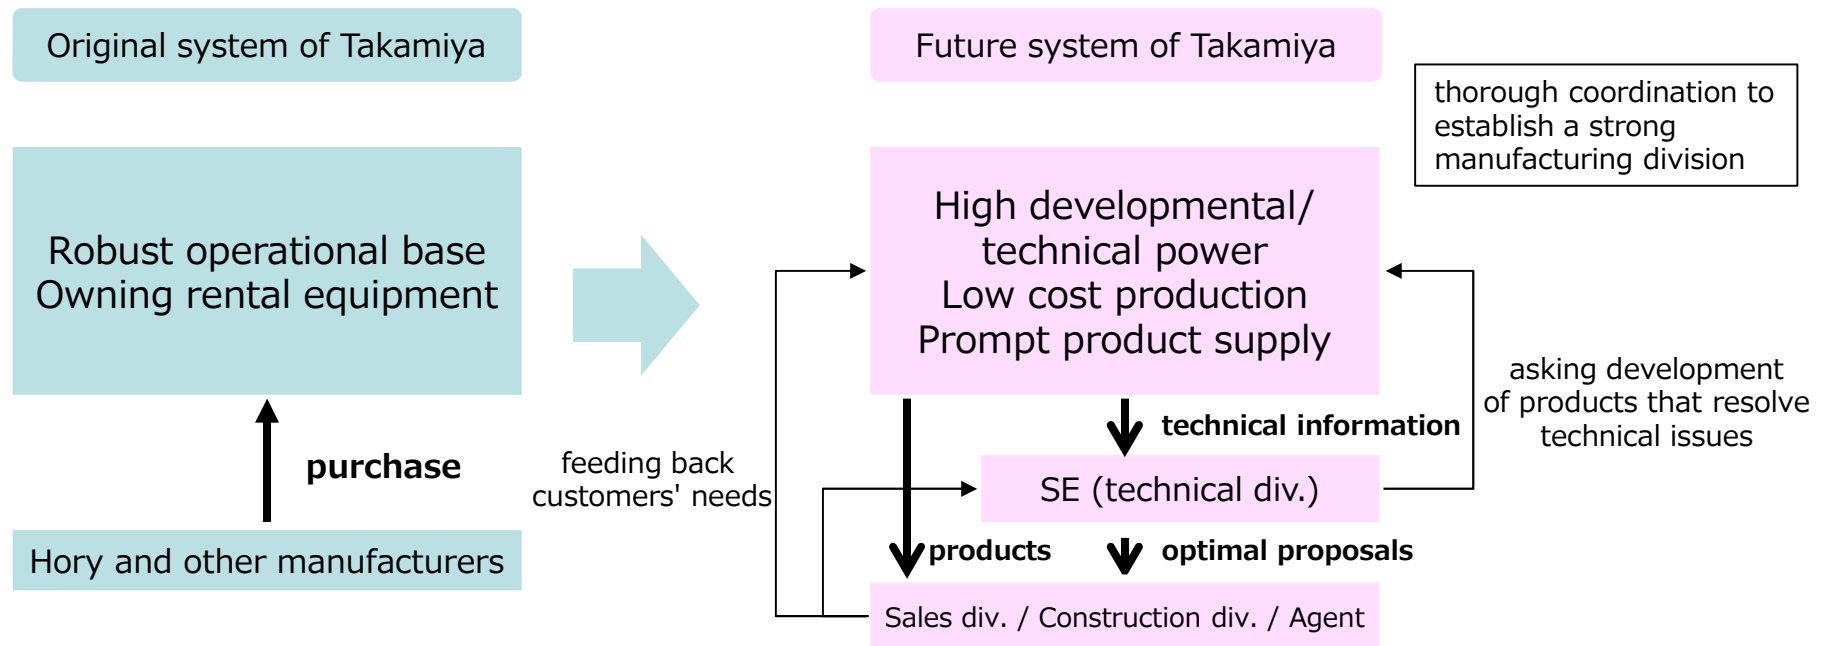 Original system of Takamiya
Future system of Takamiya
thorough coordination to
establish a strong
manufacturing division
Robust operational base
Owning rental equipment
High developmental/
technical power
Low cost production
Prompt product supply
asking development
of products that resolve
technical issues
technical information
purchase
feeding back
customers' needs
SE (technical div.)
products
optimal proposals
Hory and other manufacturers
Sales div. / Construction div. / Agent